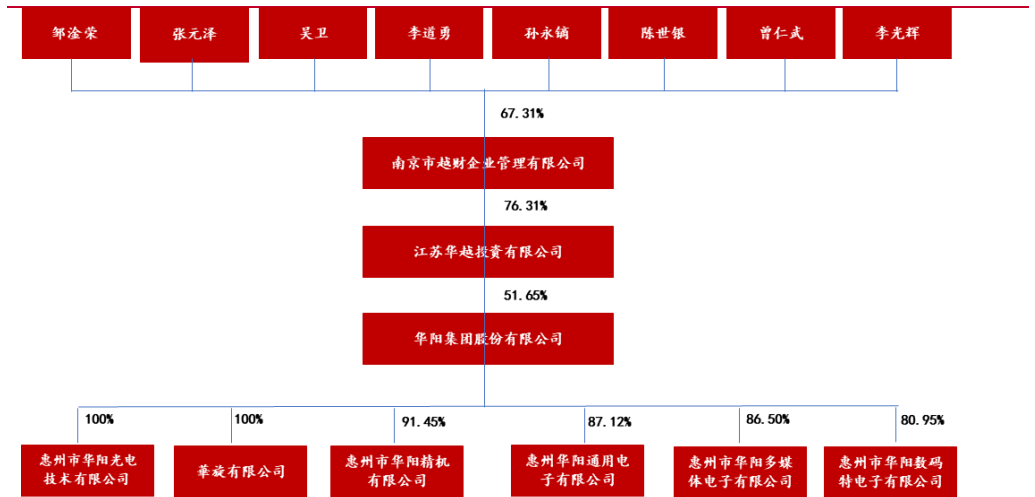 邹淦荣
张元泽
吴卫
李道勇
孙永镝
陈世银
曾仁武
李光辉
67.31%
南京市越财企业管理有限公司
76.31%
江苏华越投资有限公司
51.65%
华阳集团股份有限公司
100%
100%
91.45%
87.12%
86.50%
80.95%
惠州市华阳光电
技术有限公司
華旋有限公司
惠州市华阳精机
有限公司
惠州华阳通用电
子有限公司
惠州市华阳多媒
体电子有限公司
惠州市华阳数码
特电子有限公司